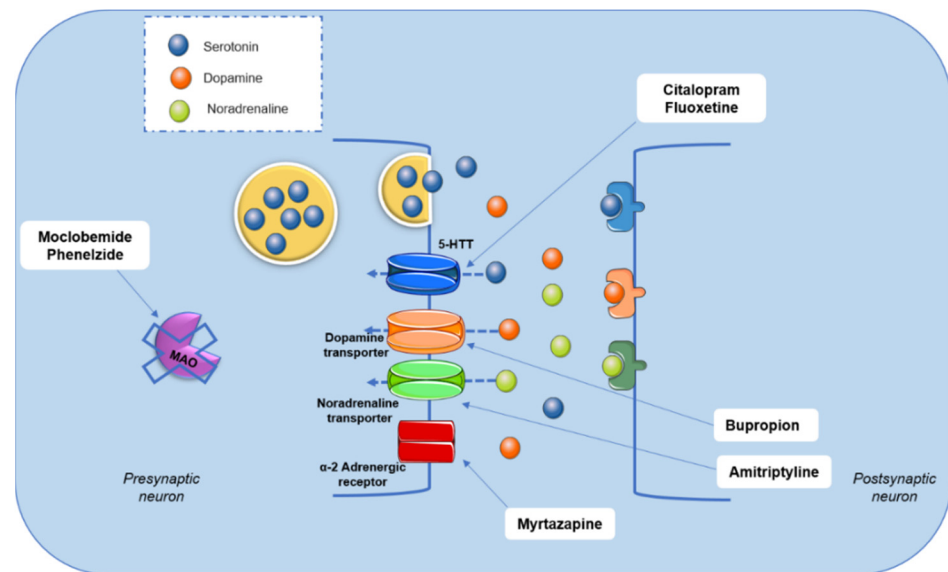 Serotonin
Dopamine
Noradrenaline
Citalopram
Fluoxetine
Moclobemide
Phenelzide
5-HTT
MAO
Dopamine
transporter
Noradrenaline
transporter
α-2 Adrenergic
receptor
Bupropion
Amitriptyline
Myrtazapine
Presynaptic
neuron
Postsynaptic
neuron